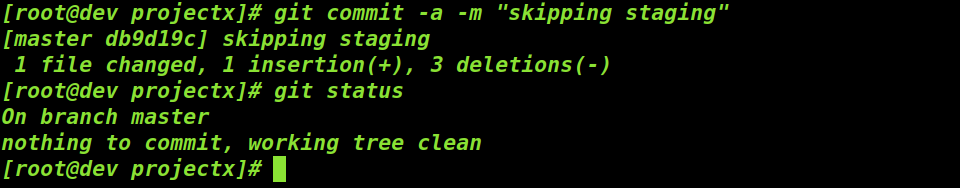 [root@dev projectx]# git commit -a -m "skipping staging"
[master db9d19c] skipping staging
 1 file changed, 1 insertion(+), 3 deletions(-)
[root@dev projectx]# git status
On branch master
nothing to commit, working tree clean
[root@dev projectx]#